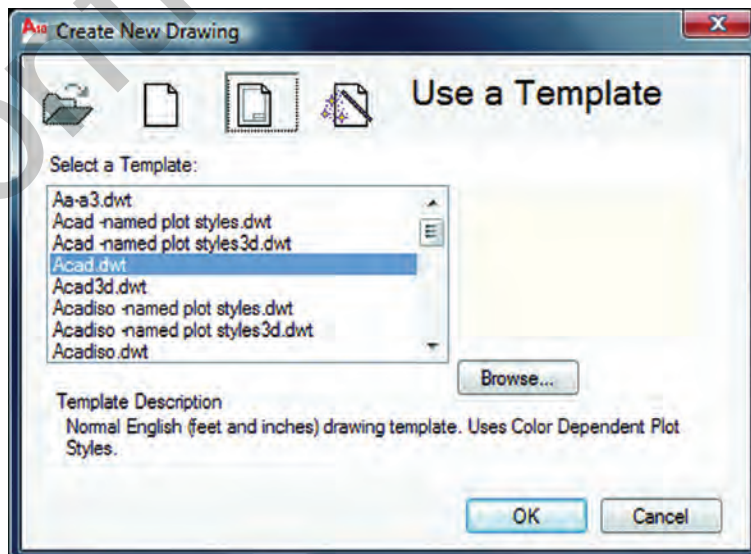 A10 Create New Drawing
Use a Template
Select a Template:
Aa-a3.dwt
Acad -named plot styles.dwt
Acad -named plot styles3d.dwt
Acad.dwt
Acad3d.dwt
Acadiso -named plot styles.dwt
Acadiso -named plot styles3d.dwt
Acadiso.dwt
Browse...
Template Description
Normal English (feet and inches) drawing template. Uses Color Dependent Plot
Styles.
OK Cancel